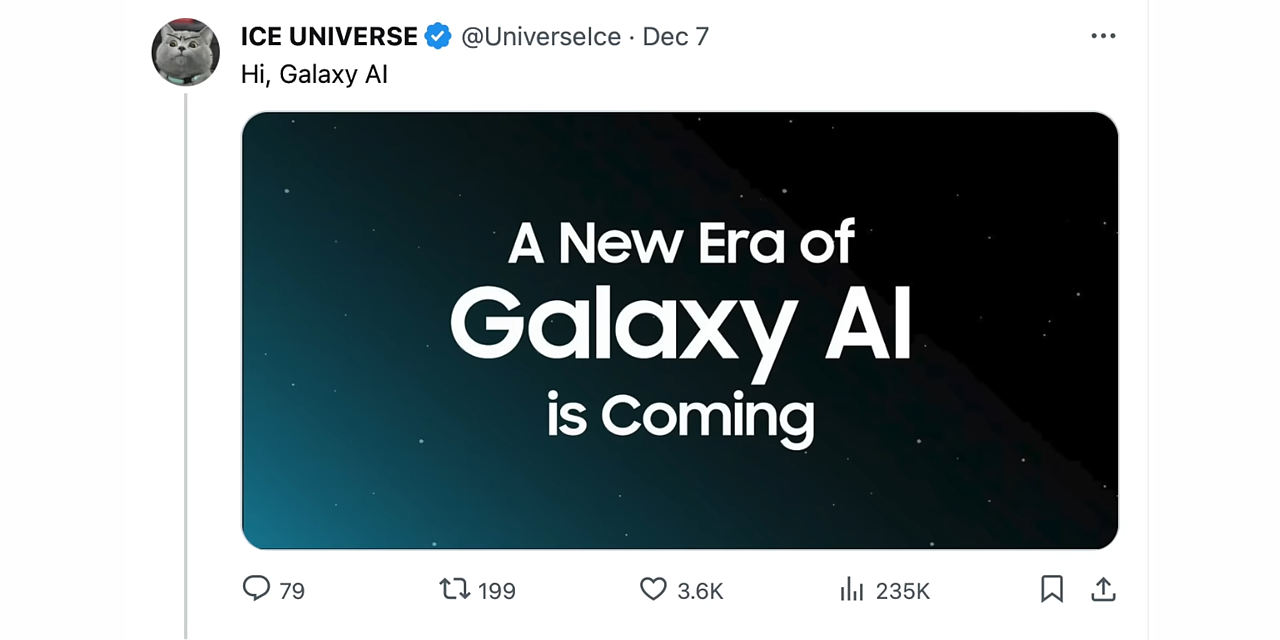 ICE UNIVERSE @UniverseIce · Dec 7
Hi, Galaxy AI
A New Era of
Galaxy AI
is Coming
79 199 3.6K 235K